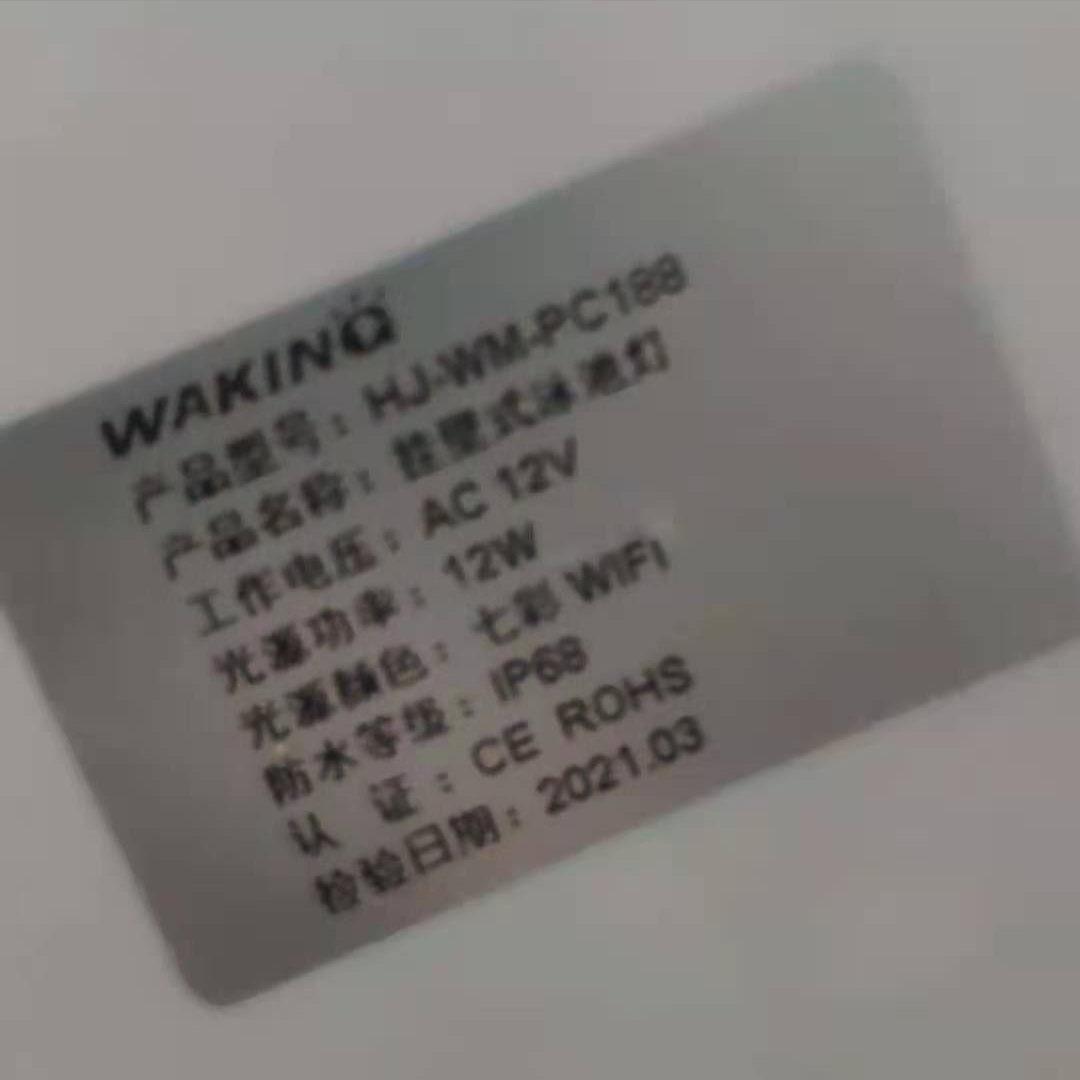 WAKING
产品型号：HJ-WM-PC188
产品名称：挂壁式泳池灯
工作电压：AC 12V
光源功率：12W
光源颜色：七彩 WIFI
防水等级：IP68
认 证：CE ROHS
检验日期：2021.03